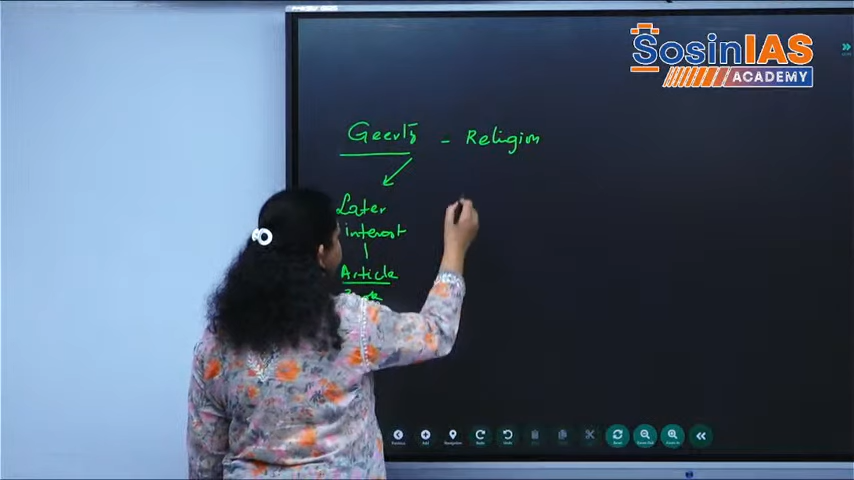 SosinIAS
ACADEMY
Geertz - Religion
Later
interest
Article